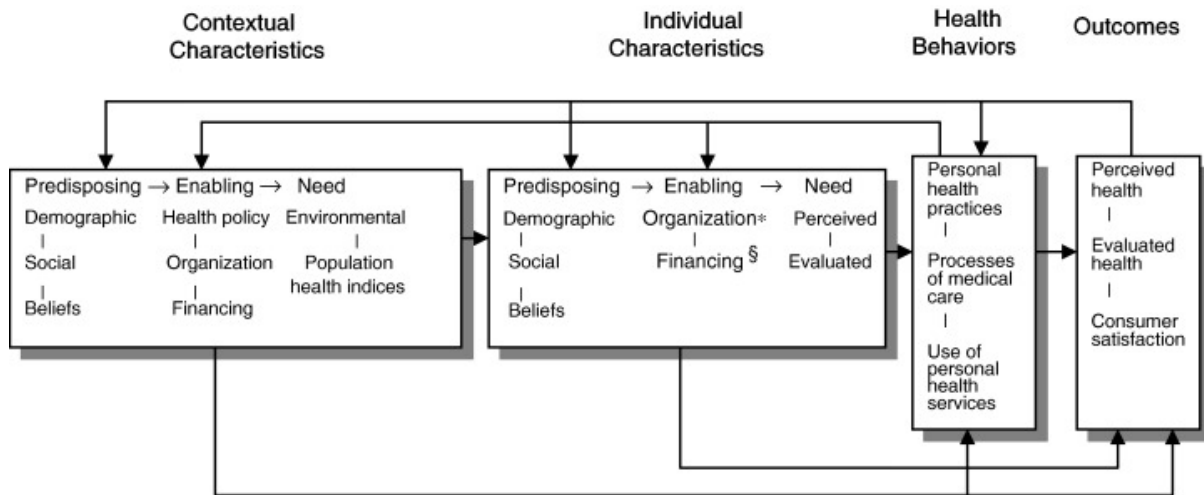 Contextual
Characteristics
Individual
Characteristics
Health
Behaviors
Outcomes
Predisposing → Enabling → Need
Demographic
Social
Beliefs
Health policy
Organization
Financing
Environmental
Population
health indices
Predisposing → Enabling → Need
Demographic
Social
Beliefs
Organization*
Financing §
Perceived
Evaluated
Personal
health
practices
Processes
of medical
care
Use of
personal
health
services
Perceived
health
Evaluated
health
Consumer
satisfaction